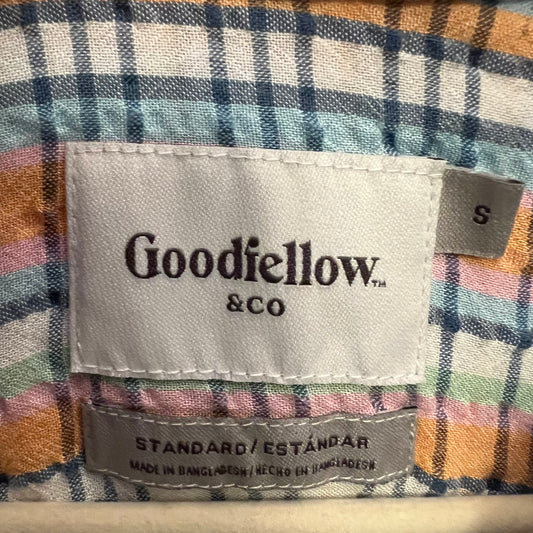 Goodfellow™
& CO
S
STANDARD/ESTÁNDAR
MADE IN BANGLADESH/HECHO EN BANGLADESH